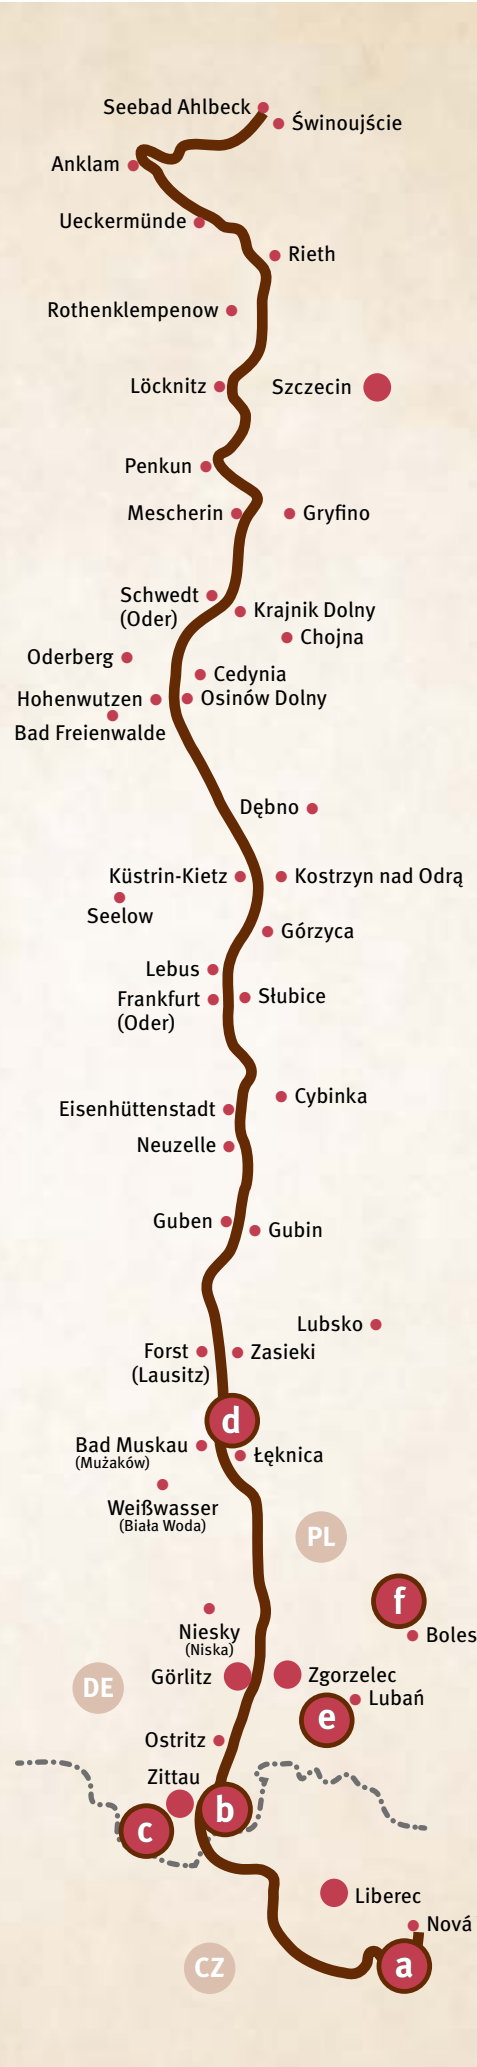 Seebad Ahlbeck
Świnoujście
Anklam
Ueckermünde
Rieth
Rothenklempenow
Löcknitz
Szczecin
Penkun
Mescherin
Gryfino
Schwedt
(Oder)
Krajnik Dolny
Chojna
Oderberg
Cedynia
Hohenwutzen
Osinów Dolny
Bad Freienwalde
Dębno
Küstrin-Kietz
Kostrzyn nad Odrą
Seelow
Górzyca
Lebus
Frankfurt
(Oder)
Słubice
Cybinka
Eisenhüttenstadt
Neuzelle
Guben
Gubin
Lubsko
Forst
(Lausitz)
Zasieki
d
Bad Muskau
(Mużaków)
Łęknica
Weißwasser
(Biała Woda)
PL
f
Boles
Niesky
(Niska)
Görlitz
Zgorzelec
DE
Lubań
e
Ostritz
Zittau
b
c
Liberec
Nová
a
CZ